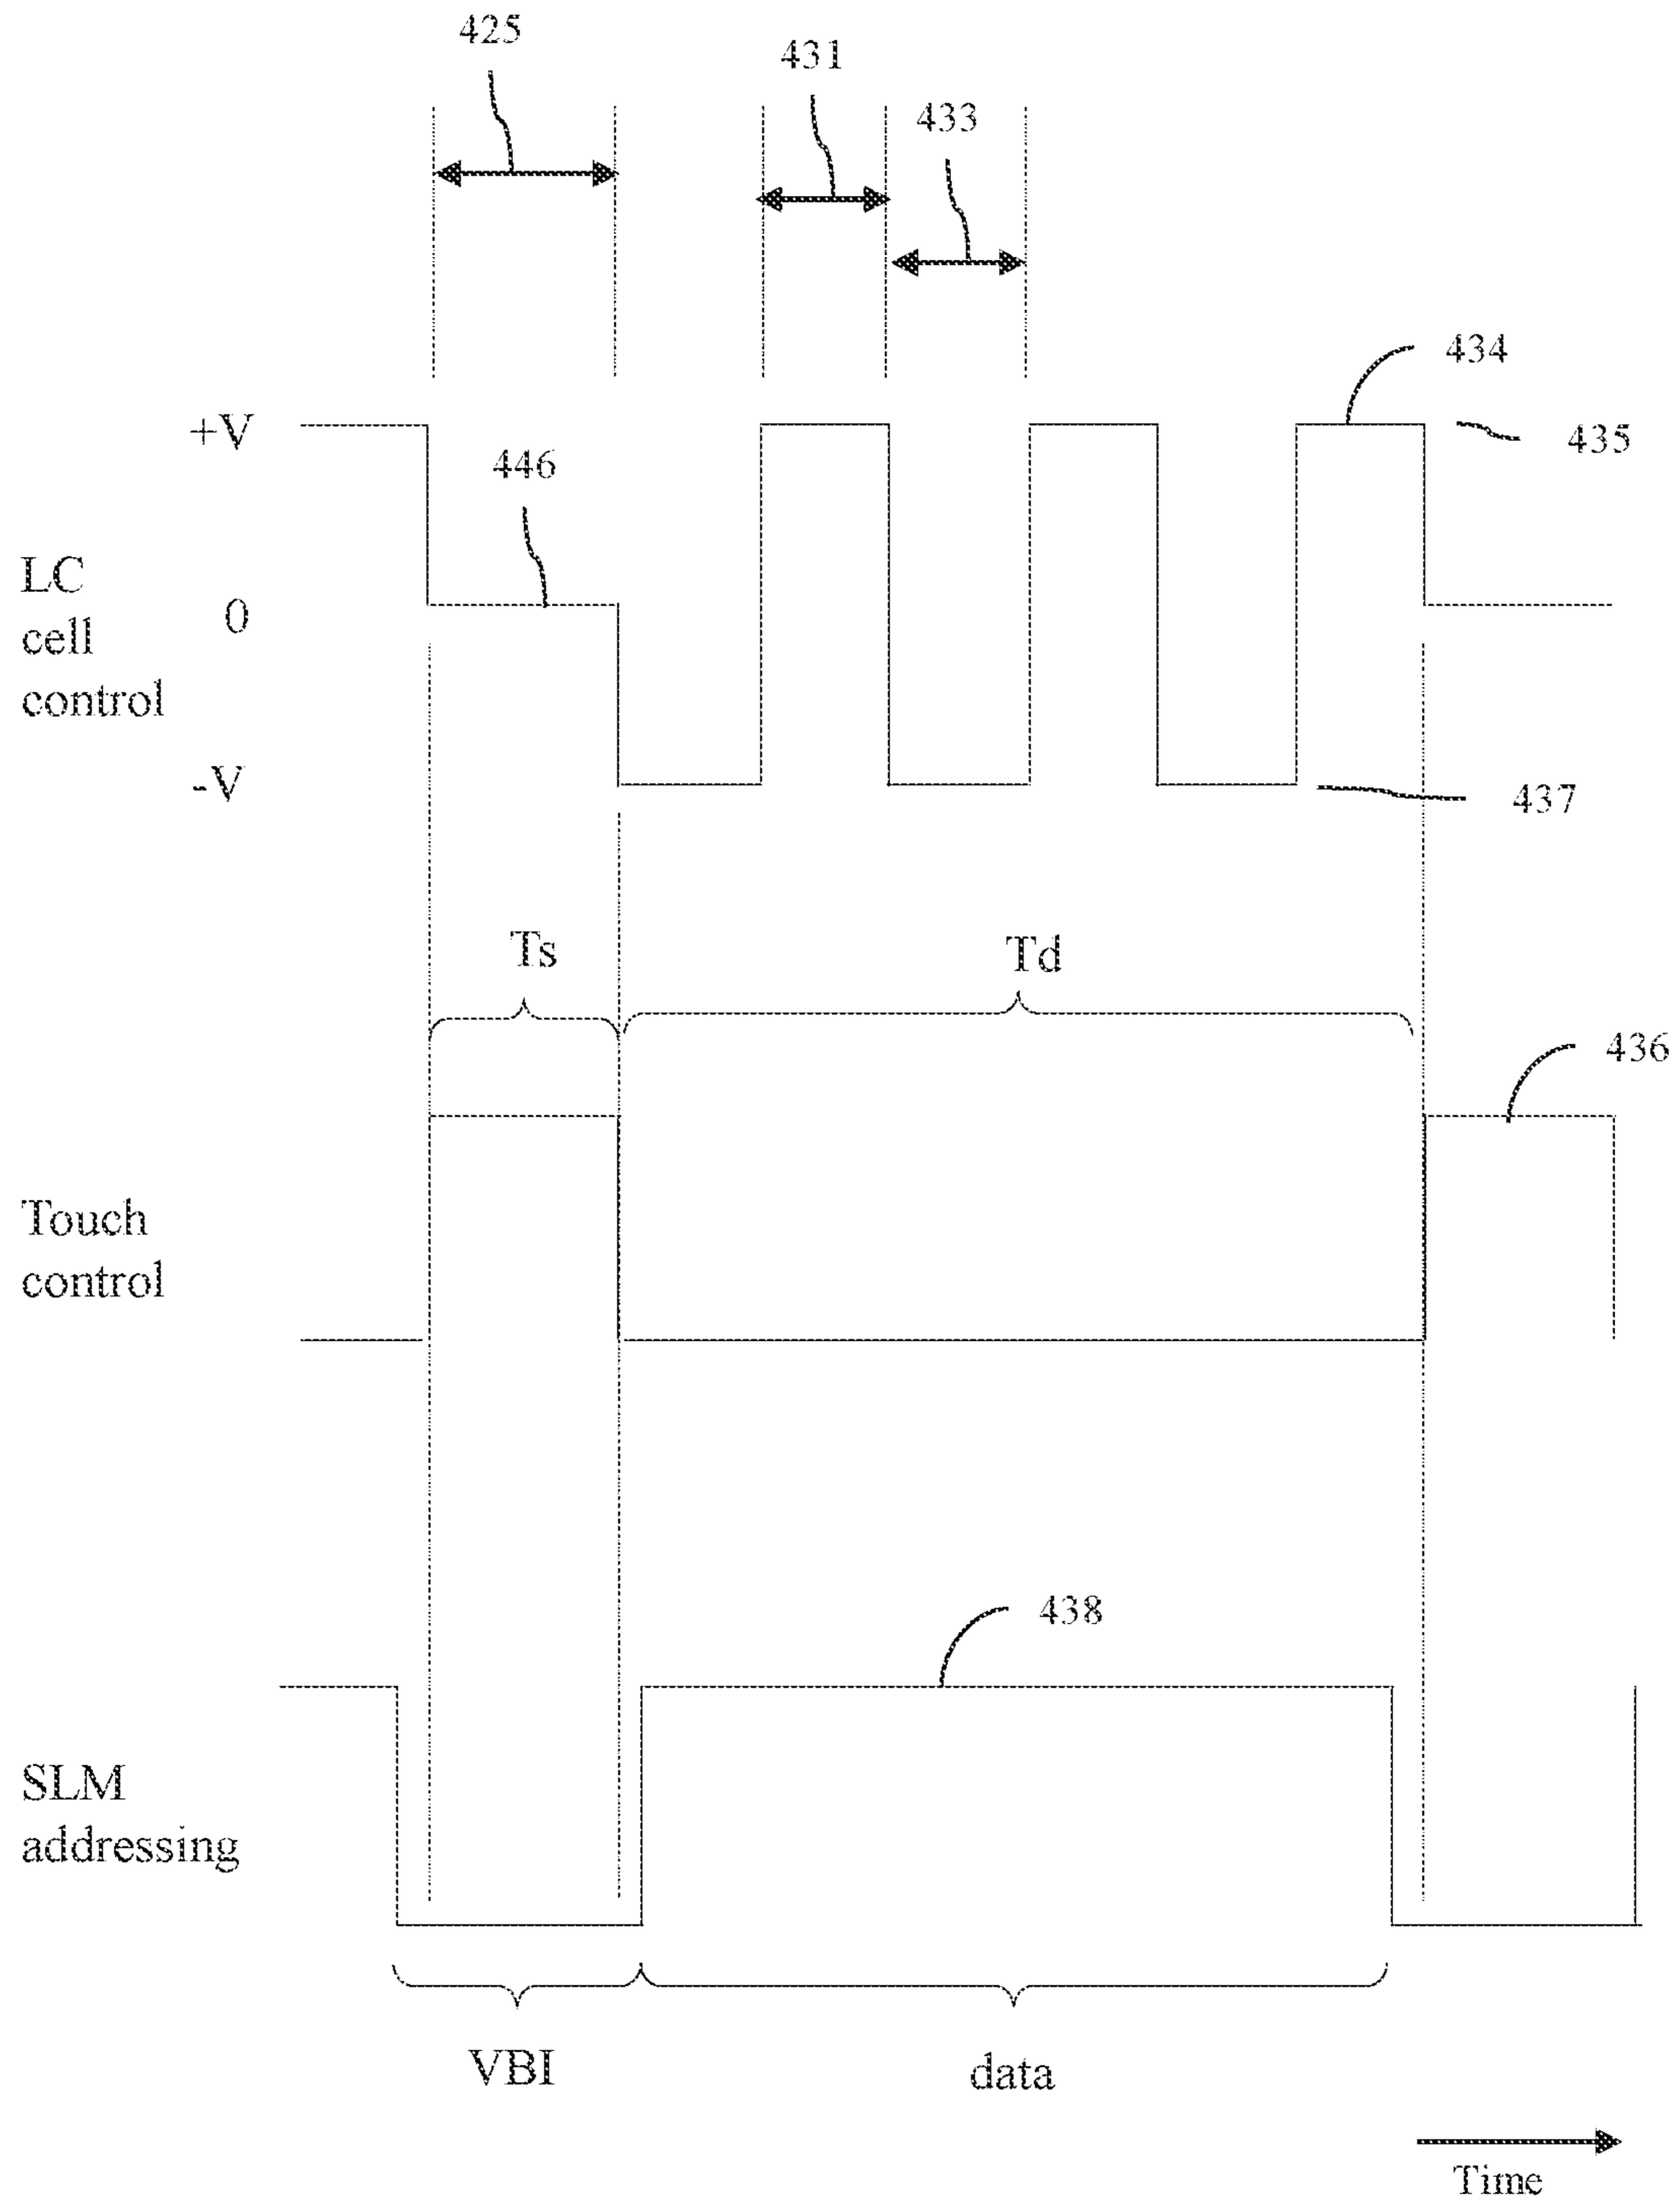 425
431
433
434
+V
435
446
LC
cell
control
0
-V
437
Ts
Td
436
Touch
control
438
SLM
addressing
VBI
data
Time